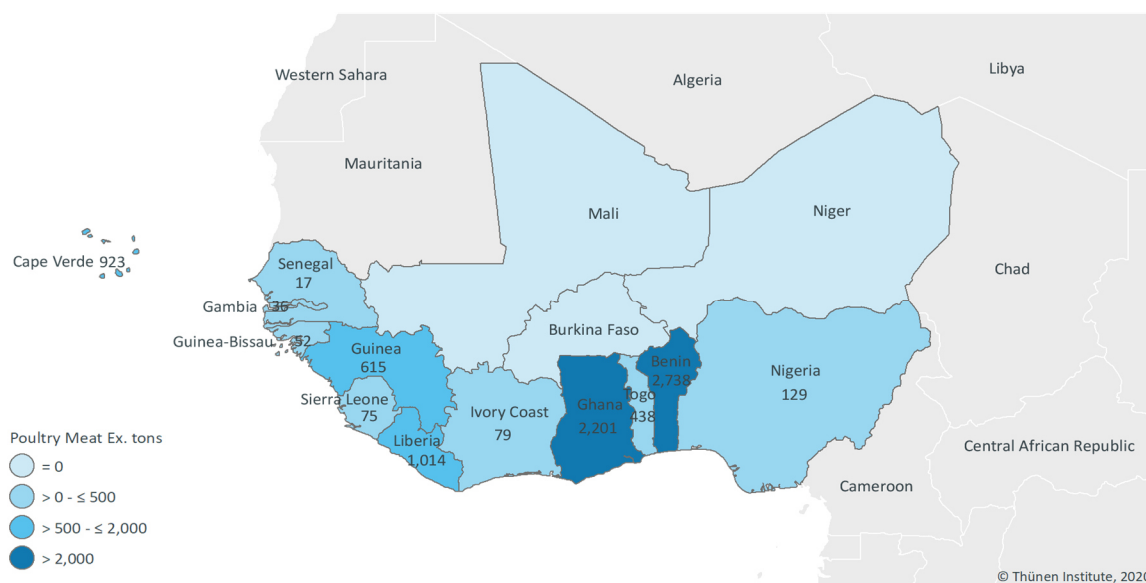 Western Sahara
Algeria
Libya
Mauritania
Mali
Niger
Chad
Cape Verde 923
Senegal
17
Gambia 36
Guinea-Bissau 52
Guinea
615
Sierra Leone
75
Liberia
1,014
Ivory Coast
79
Burkina Faso
Ghana
2,201
Togo
438
Benin
2,738
Nigeria
129
Cameroon
Central African Republic
Poultry Meat Ex. tons
= 0
> 0 - ≤ 500
> 500 - ≤ 2,000
> 2,000
© Thünen Institute, 2020